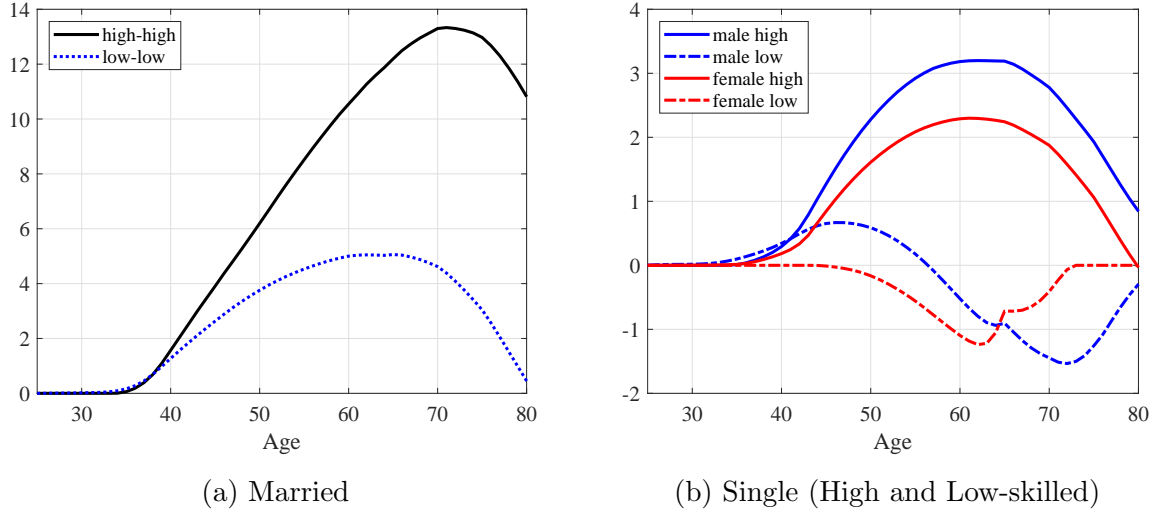 14
12
10
8
6
4
2
0
high-high
low-low
30 40 50 60 70 80
Age
(a) Married
4
3
2
1
0
-1
-2
male high
male low
female high
female low
30 40 50 60 70 80
Age
(b) Single (High and Low-skilled)